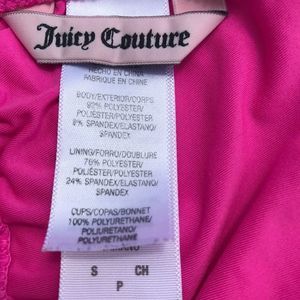 Juicy Couture
HECHO EN CHINA
FABRIQUE EN CHINE
BODY/EXTERIOR/CORPS
92% POLYESTER/
POLIÉSTER/POLYESTER
8% SPANDEX/ELASTANO/
SPANDEX
LINING/FORRO/DOUBLURE
76% POLYESTER/
POLIÉSTER/POLYESTER
24% SPANDEX/ELASTANO/
SPANDEX
CUPS/COPAS/BONNET
100% POLYURETHANE/
POLIURETANO/
POLYURETHANE
S CH
P